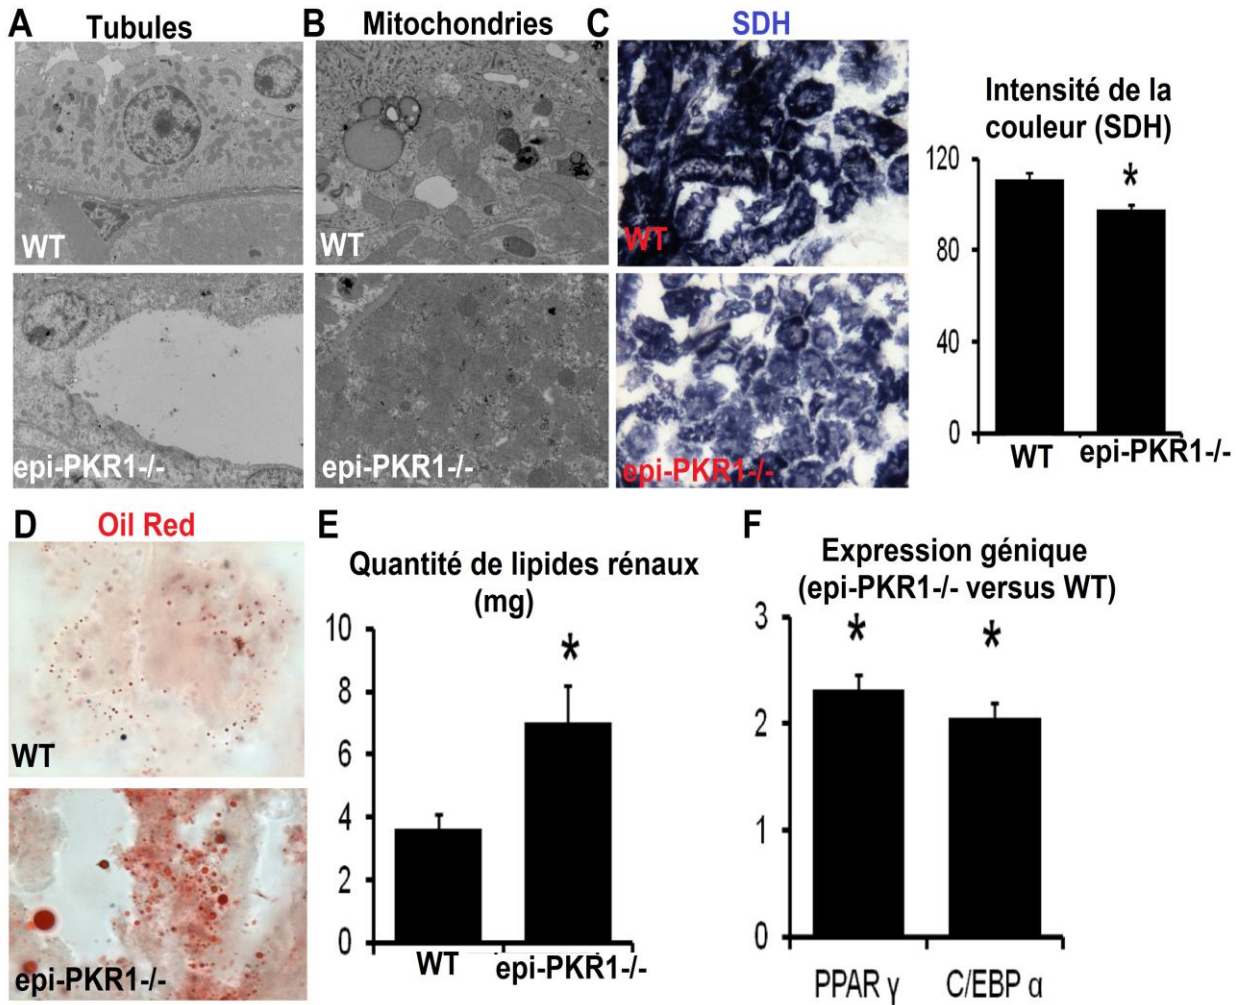 A Tubules
WT
epi-PKR1-/-
B Mitochondries
WT
epi-PKR1-/-
C SDH
WT
epi-PKR1-/-
Intensité de la
couleur (SDH)
120
80
40
0
*
WT epi-PKR1-/-
D Oil Red
WT
epi-PKR1-/-
E
Quantité de lipides rénaux
(mg)
10
8
6
4
2
0
*
WT epi-PKR1-/-
F
Expression génique
(epi-PKR1-/- versus WT)
3
2
1
0
* *
PPAR γ C/EBP α